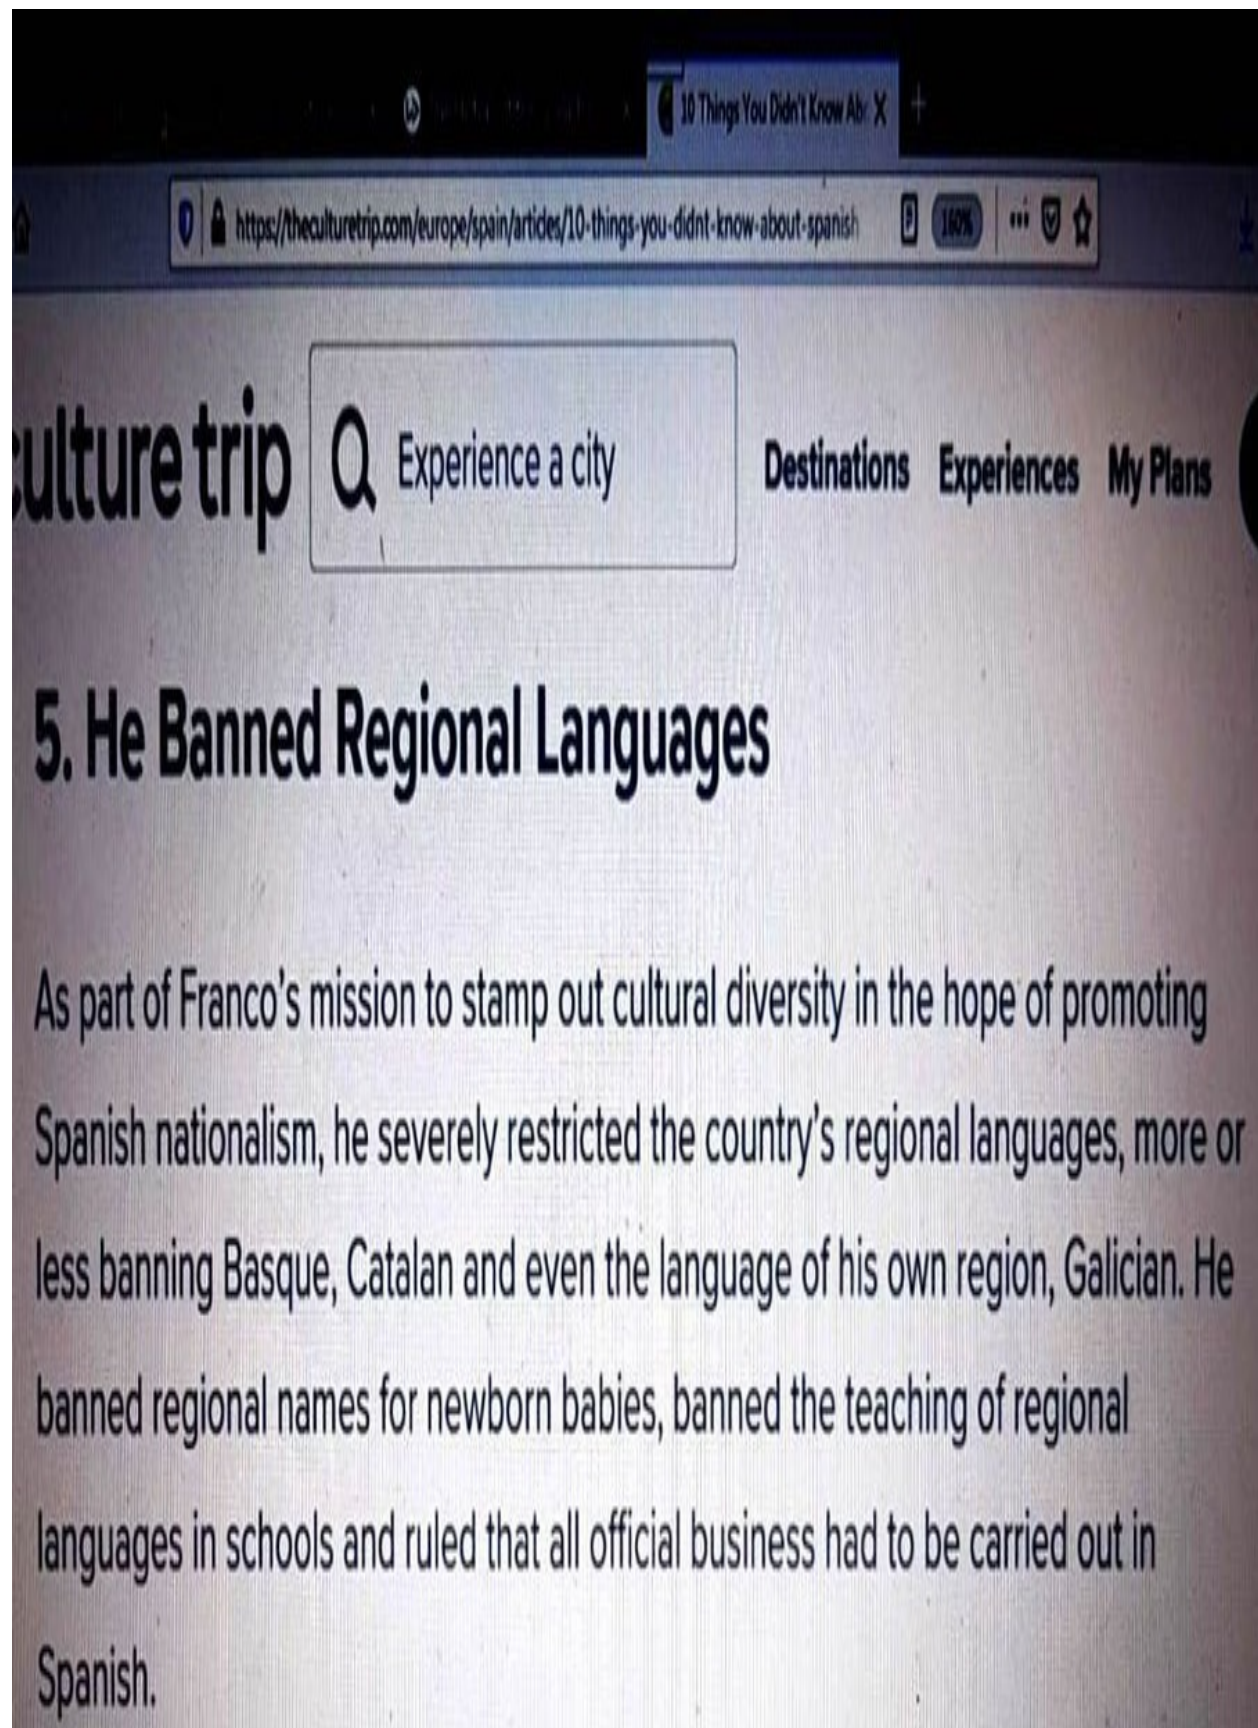 10 Things You Didn't Know Ab
https://theculturetrip.com/europe/spain/articles/10-things-you-didnt-know-about-spanish 160%
culture trip Experience a city Destinations Experiences My Plans
5. He Banned Regional Languages
As part of Franco's mission to stamp out cultural diversity in the hope of promoting
Spanish nationalism, he severely restricted the country's regional languages, more or
less banning Basque, Catalan and even the language of his own region, Galician. He
banned regional names for newborn babies, banned the teaching of regional
languages in schools and ruled that all official business had to be carried out in
Spanish.